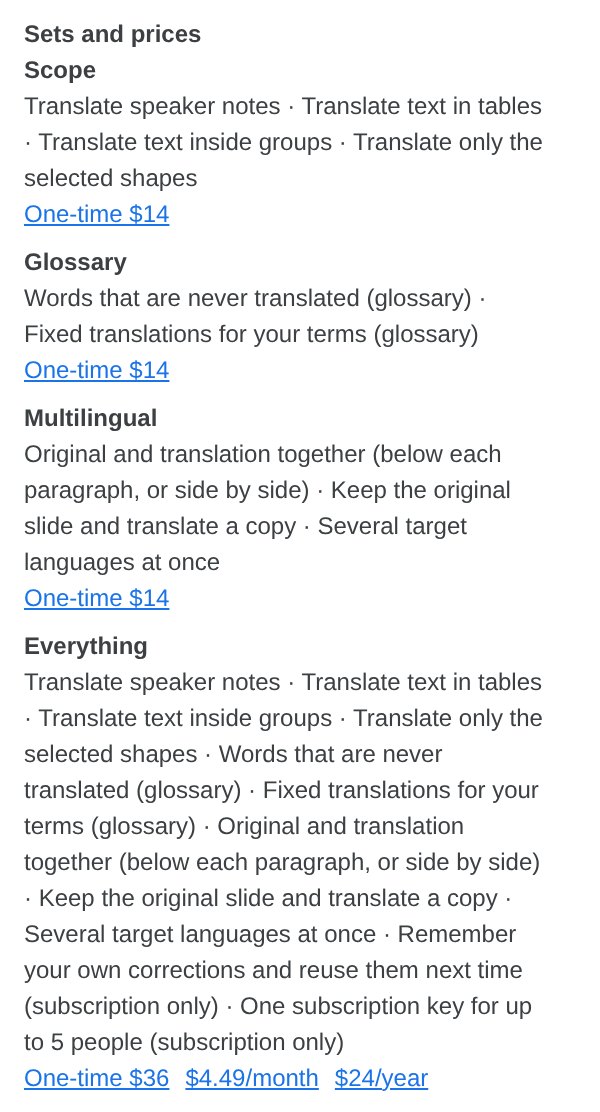 Sets and prices
Scope
Translate speaker notes · Translate text in tables
· Translate text inside groups · Translate only the
selected shapes
One-time $14
Glossary
Words that are never translated (glossary) ·
Fixed translations for your terms (glossary)
One-time $14
Multilingual
Original and translation together (below each
paragraph, or side by side) · Keep the original
slide and translate a copy · Several target
languages at once
One-time $14
Everything
Translate speaker notes · Translate text in tables
· Translate text inside groups · Translate only the
selected shapes · Words that are never
translated (glossary) · Fixed translations for your
terms (glossary) · Original and translation
together (below each paragraph, or side by side)
· Keep the original slide and translate a copy ·
Several target languages at once · Remember
your own corrections and reuse them next time
(subscription only) · One subscription key for up
to 5 people (subscription only)
One-time $36 $4.49/month $24/year